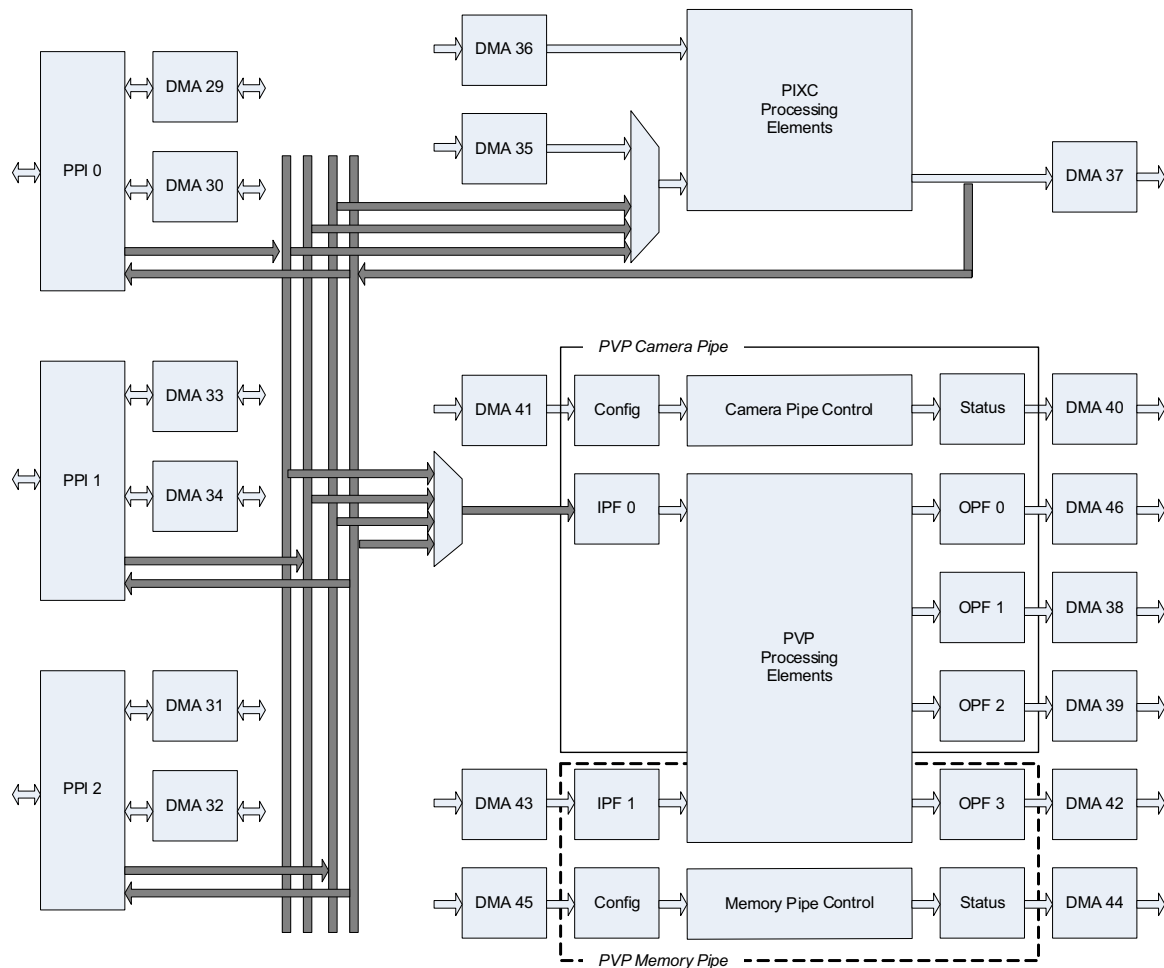 DMA 36
PIXC
Processing
Elements
DMA 29
PPI 0
DMA 35
DMA 30
DMA 37
PVP Camera Pipe
DMA 33
DMA 41
Config
Camera Pipe Control
Status
DMA 40
PPI 1
DMA 34
IPF 0
OPF 0
DMA 46
OPF 1
DMA 38
PVP
Processing
Elements
DMA 31
OPF 2
DMA 39
PPI 2
DMA 32
DMA 43
IPF 1
OPF 3
DMA 42
DMA 45
Config
Memory Pipe Control
Status
DMA 44
PVP Memory Pipe